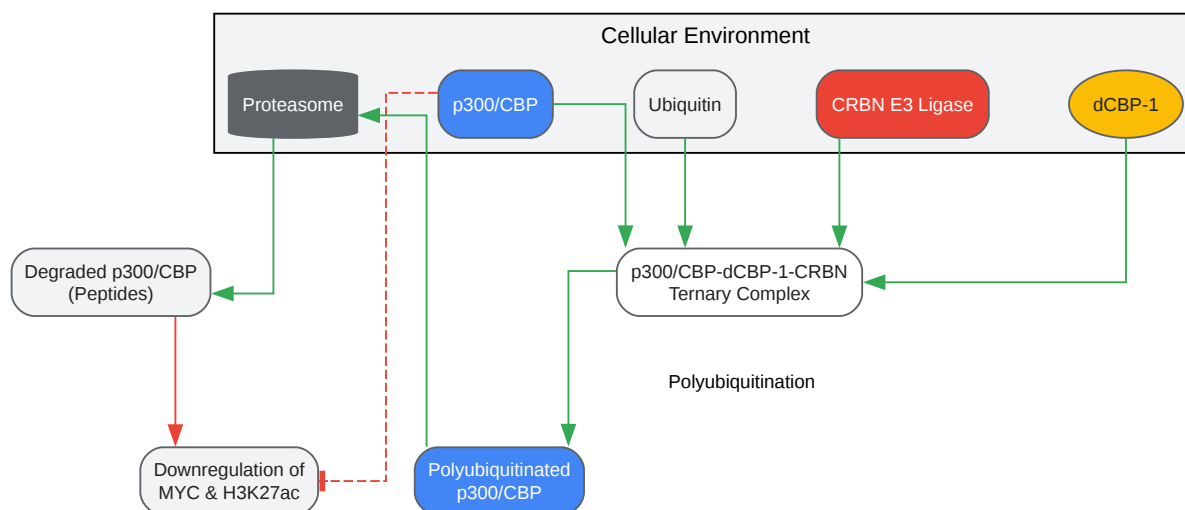 Cellular Environment
Proteasome
p300/CBP
Ubiquitin
CRBN E3 Ligase
dCBP-1
Degraded p300/CBP
(Peptides)
p300/CBP-dCBP-1-CRBN
Ternary Complex
Polyubiquitination
Downregulation of
MYC & H3K27ac
Polyubiquitinated
p300/CBP